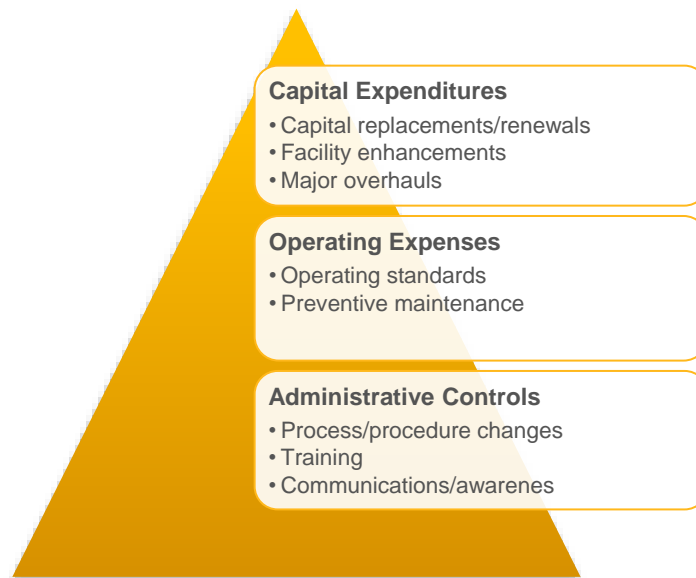 Capital Expenditures
• Capital replacements/renewals
• Facility enhancements
• Major overhauls
Operating Expenses
• Operating standards
• Preventive maintenance
Administrative Controls
• Process/procedure changes
• Training
• Communications/awarenes